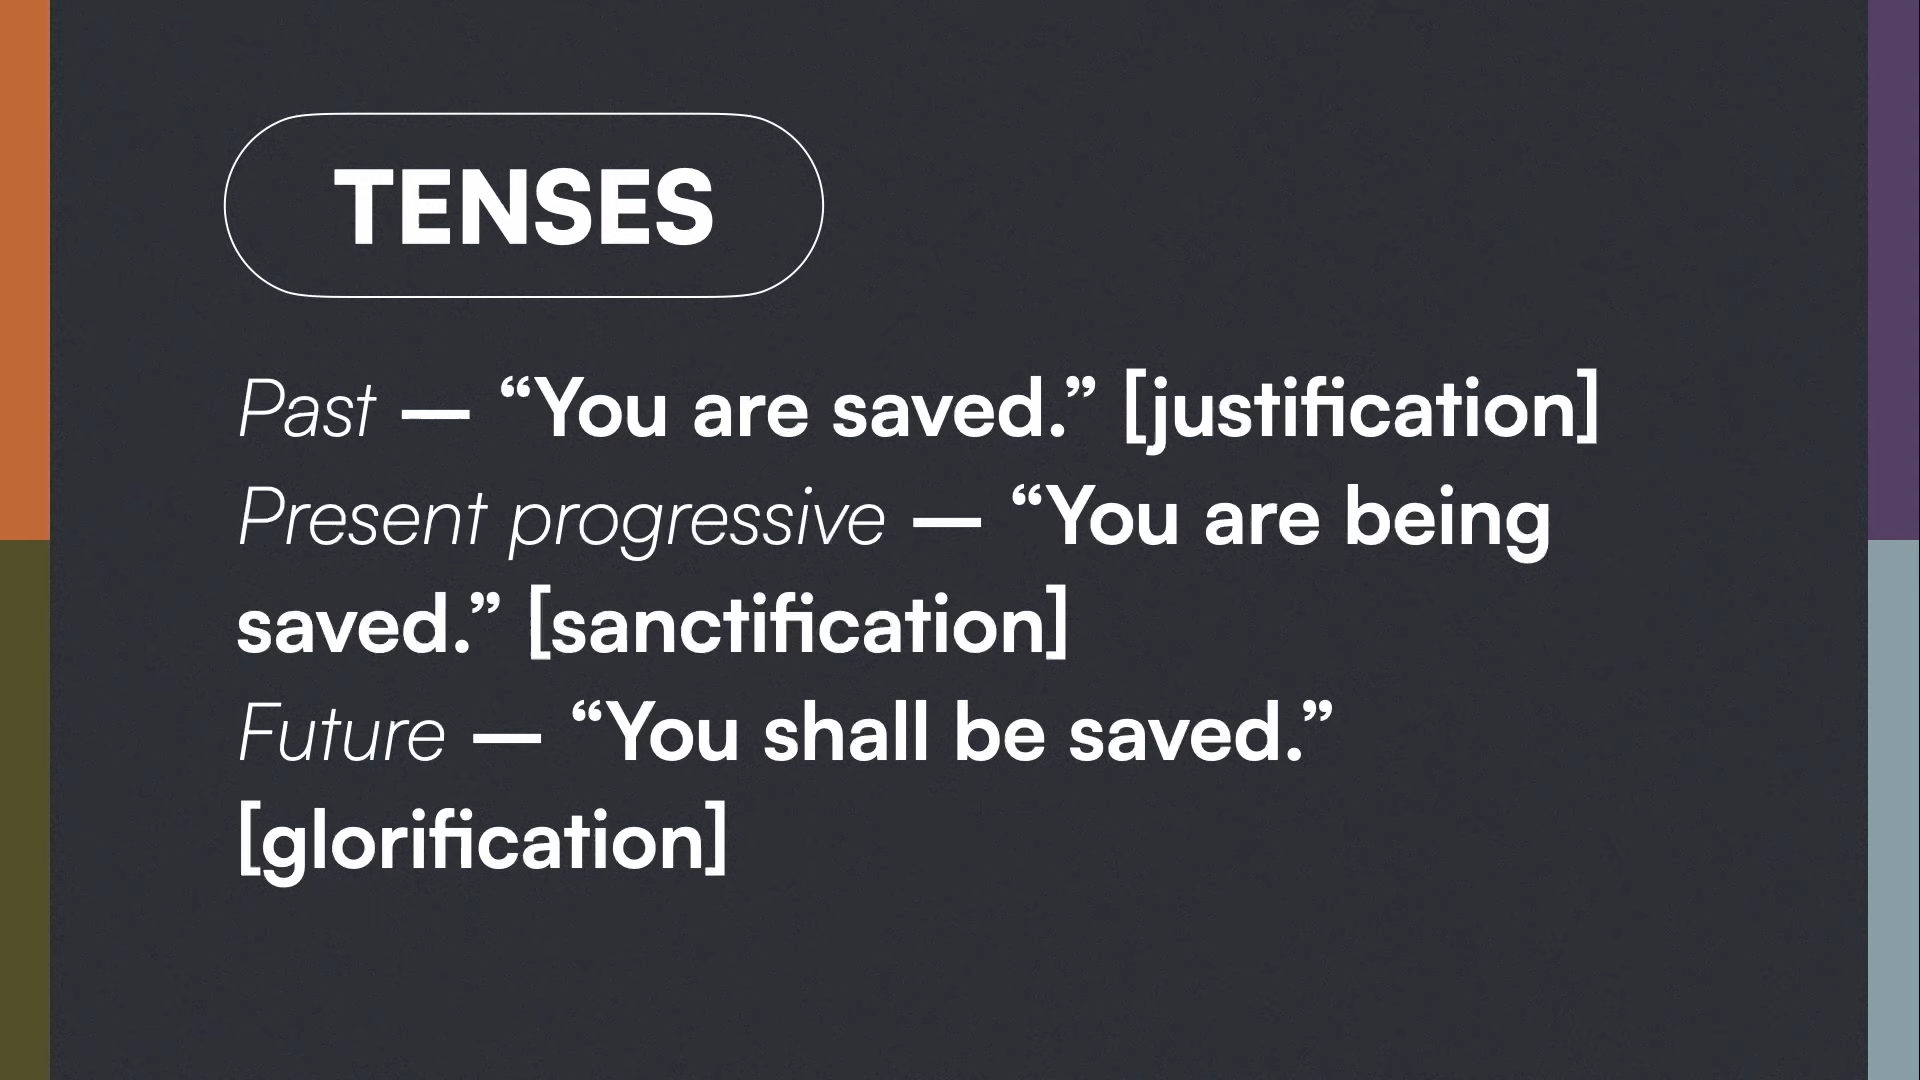 TENSES
Past — “You are saved.” [justification]
Present progressive — “You are being
saved.” [sanctification]
Future — “You shall be saved.”
[glorification]